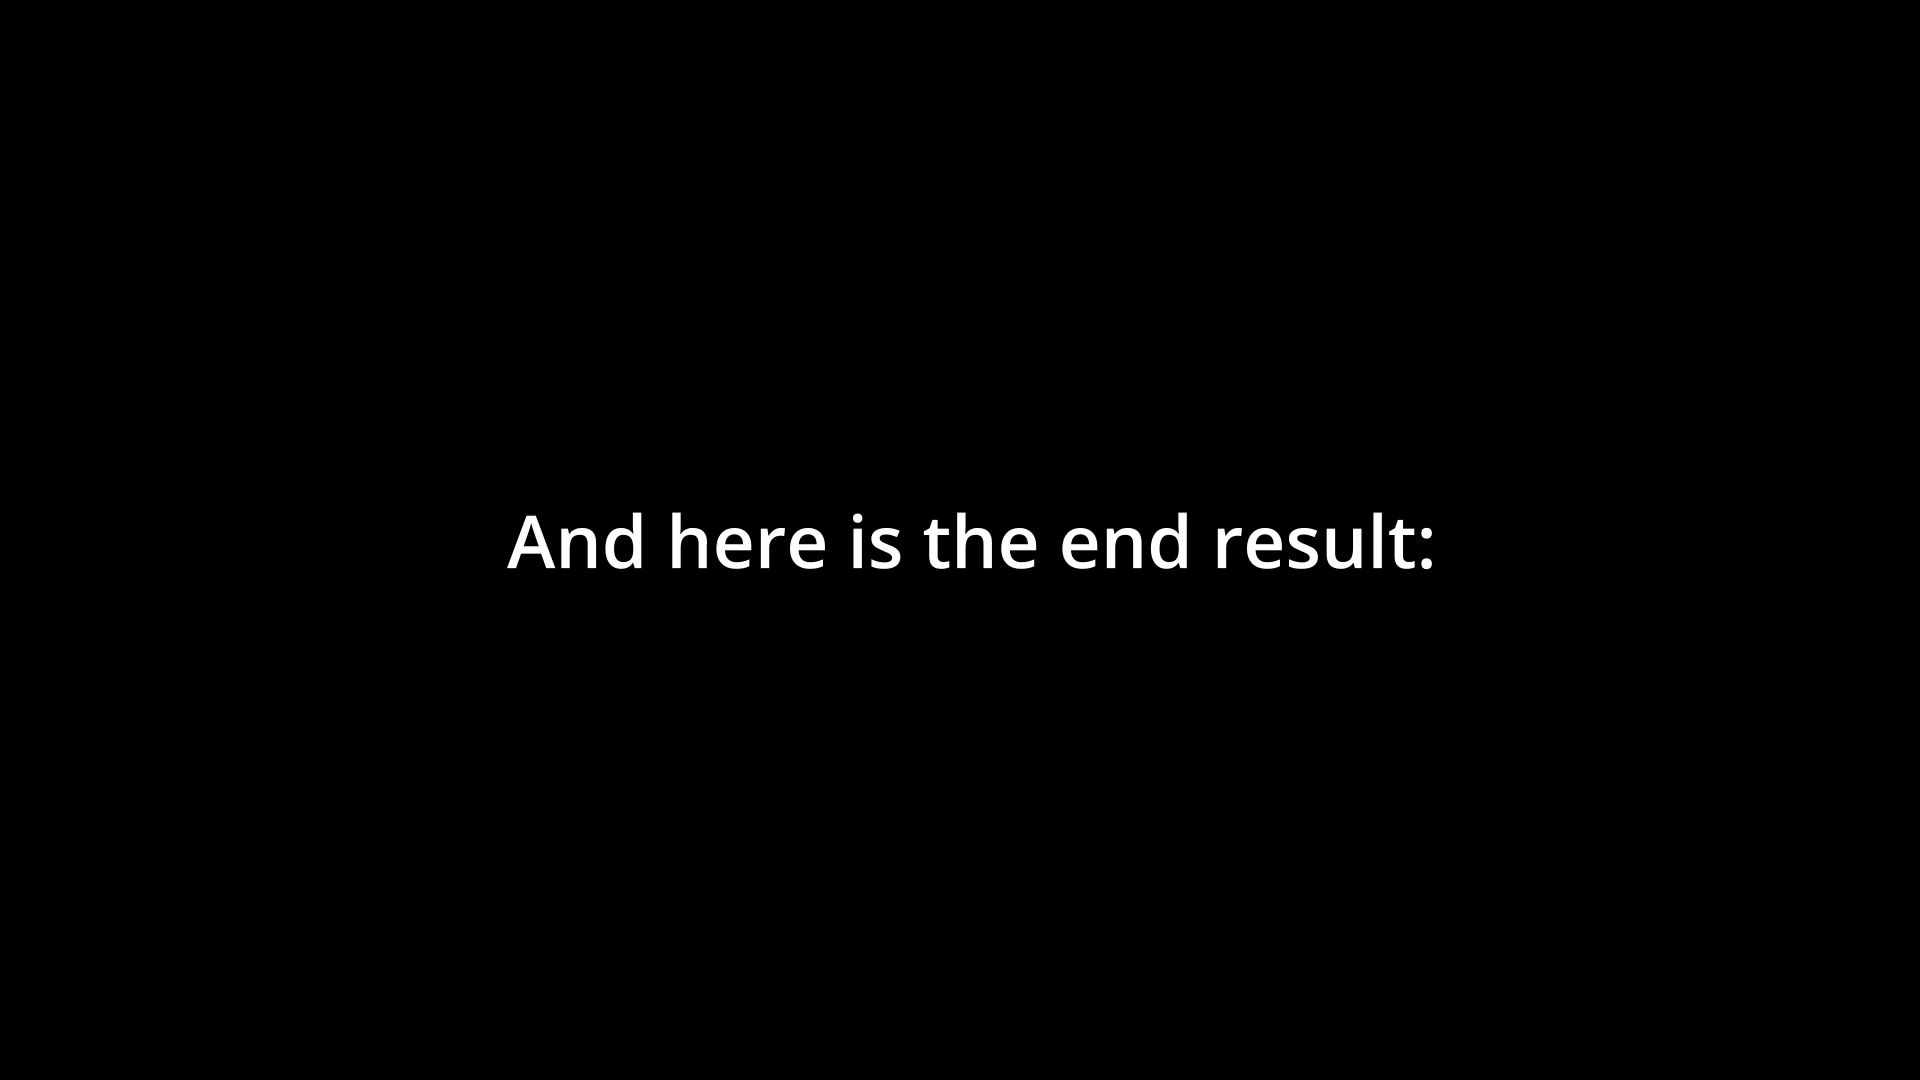 And here is the end result: